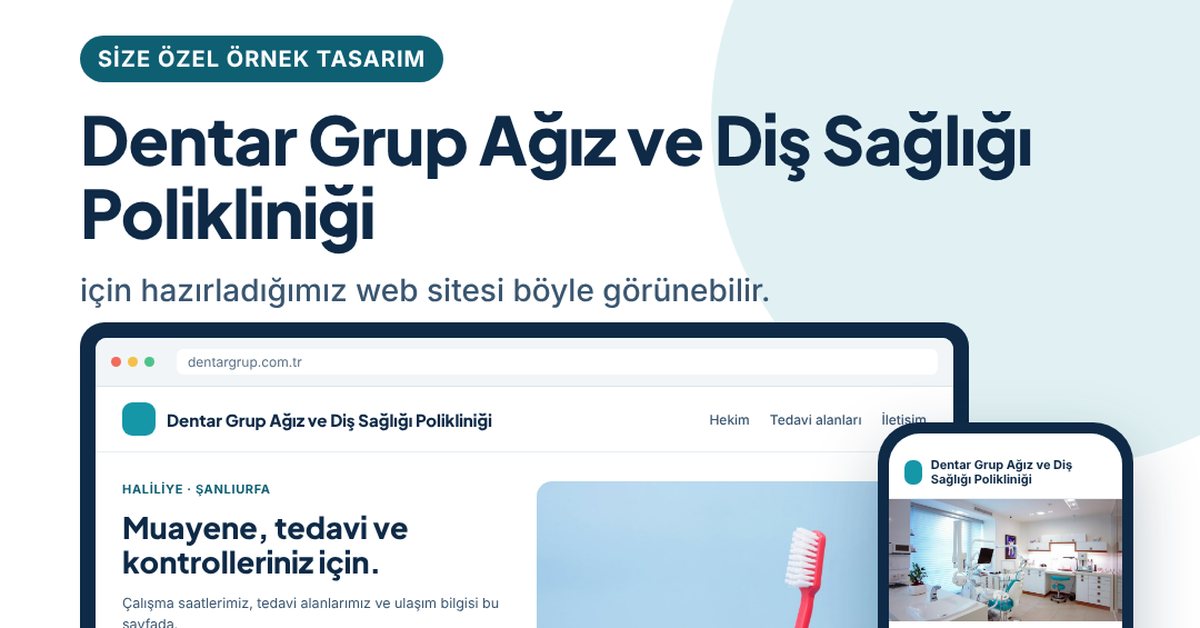 SİZE ÖZEL ÖRNEK TASARIM
Dentar Grup Ağız ve Diş Sağlığı
Polikliniği
için hazırladığımız web sitesi böyle görünebilir.
dentargrup.com.tr
Dentar Grup Ağız ve Diş Sağlığı Polikliniği
Hekim Tedavi alanları İletişim
Dentar Grup Ağız ve Diş
Sağlığı Polikliniği
HALİLİYE · ŞANLIURFA
Muayene, tedavi ve
kontrolleriniz için.
Çalışma saatlerimiz, tedavi alanlarımız ve ulaşım bilgisi bu
sayfada.